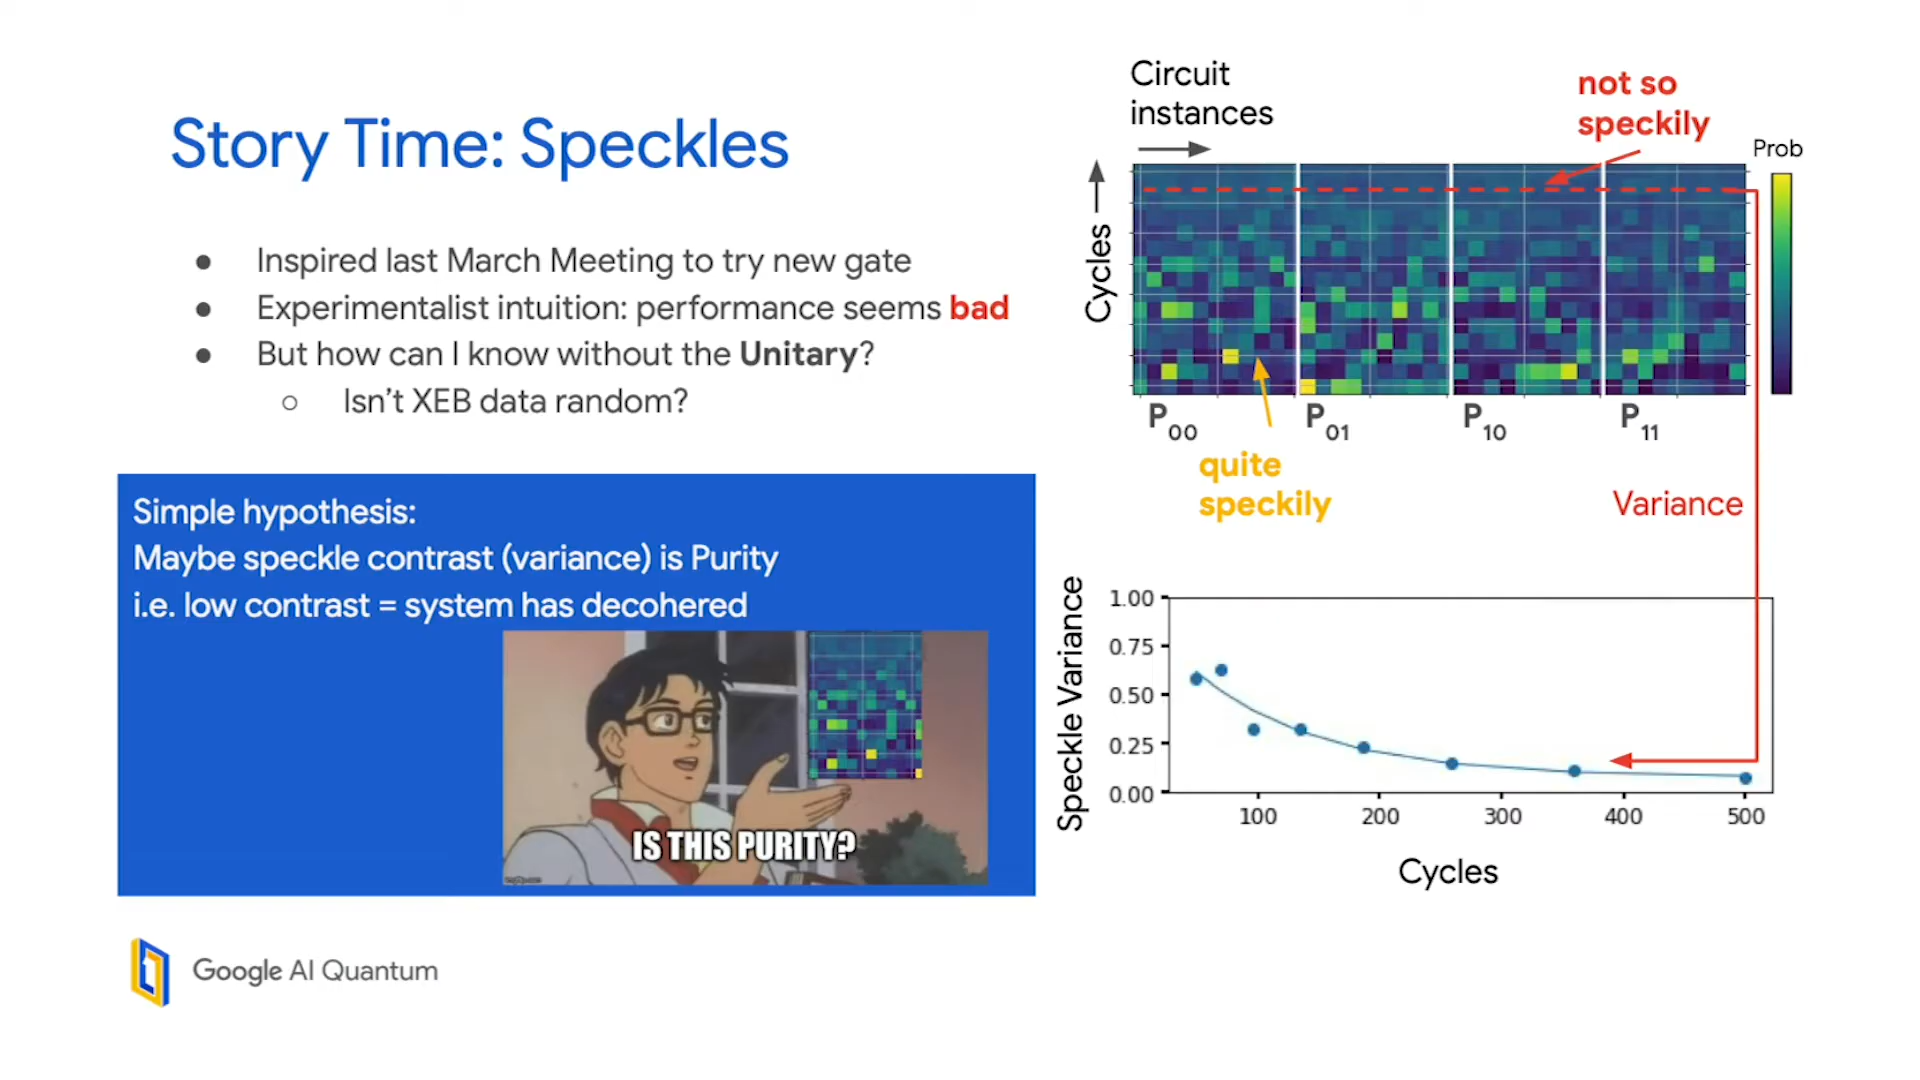 Story Time: Speckles
● Inspired last March Meeting to try new gate
● Experimentalist intuition: performance seems bad
● But how can I know without the Unitary?
○ Isn't XEB data random?
Simple hypothesis:
Maybe speckle contrast (variance) is Purity
i.e. low contrast = system has decohered
IS THIS PURITY?
Google AI Quantum
Circuit
instances
not so
speckily
Prob
Cycles
P00 P01 P10 P11
quite
speckily
Variance
Speckle Variance
1.00
0.75
0.50
0.25
0.00
100 200 300 400 500
Cycles